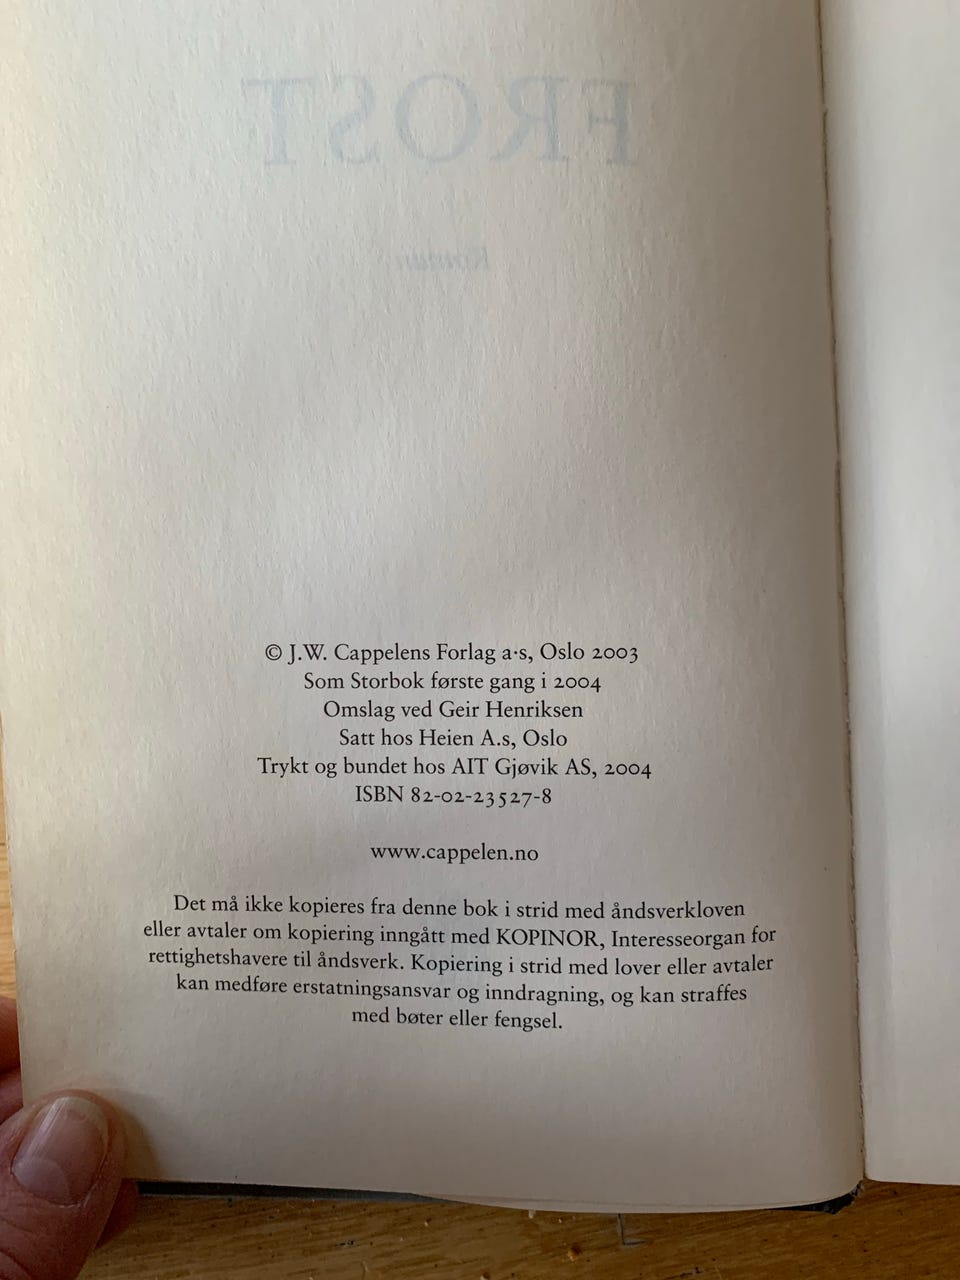 FROST
Roman
© J.W. Cappelens Forlag a·s, Oslo 2003
Som Storbok første gang i 2004
Omslag ved Geir Henriksen
Satt hos Heien A.s, Oslo
Trykt og bundet hos AIT Gjøvik AS, 2004
ISBN 82-02-23527-8
www.cappelen.no
Det må ikke kopieres fra denne bok i strid med åndsverkloven
eller avtaler om kopiering inngått med KOPINOR, Interesseorgan for
rettighetshavere til åndsverk. Kopiering i strid med lover eller avtaler
kan medføre erstatningsansvar og inndragning, og kan straffes
med bøter eller fengsel.